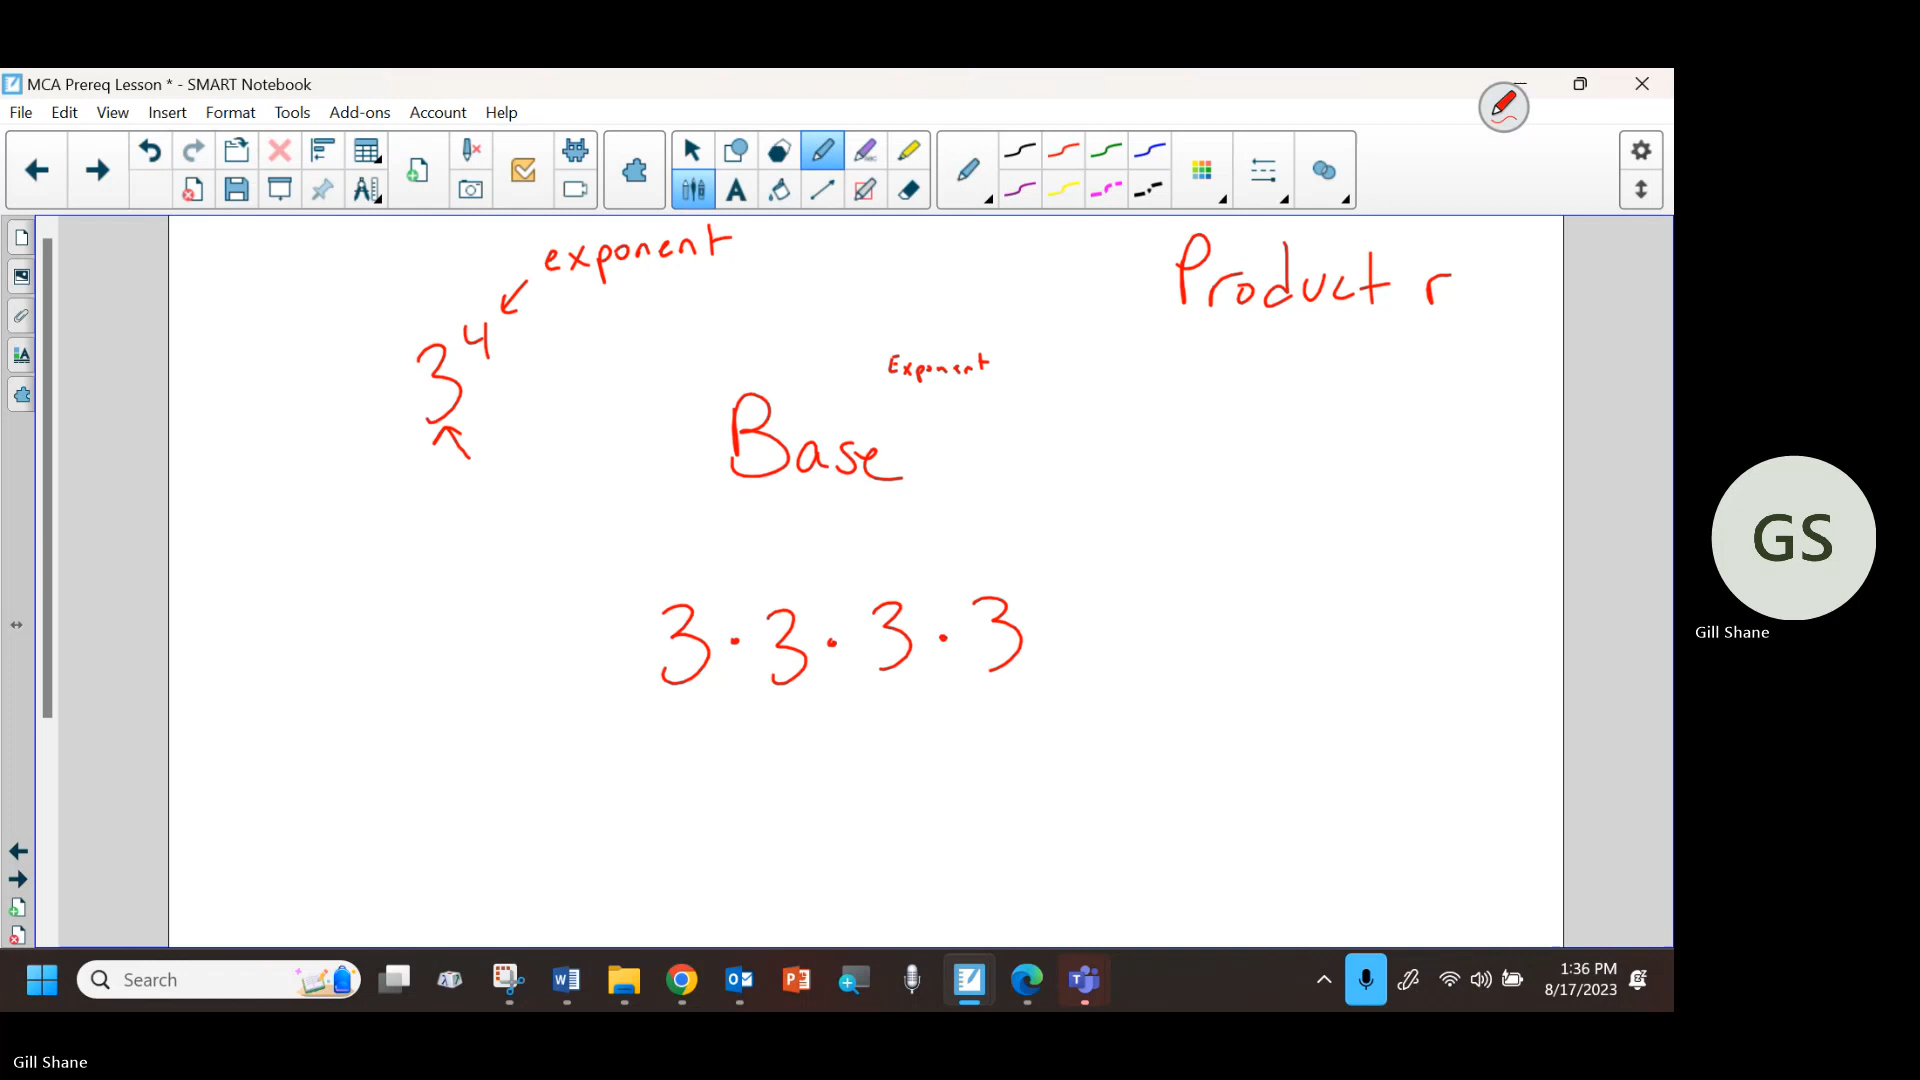 MCA Prereq Lesson * - SMART Notebook
File Edit View Insert Format Tools Add-ons Account Help
exponent
Product r
3⁴
Exponent
Base
3 · 3 · 3 · 3
GS
Gill Shane
Search
1:36 PM
8/17/2023
Gill Shane